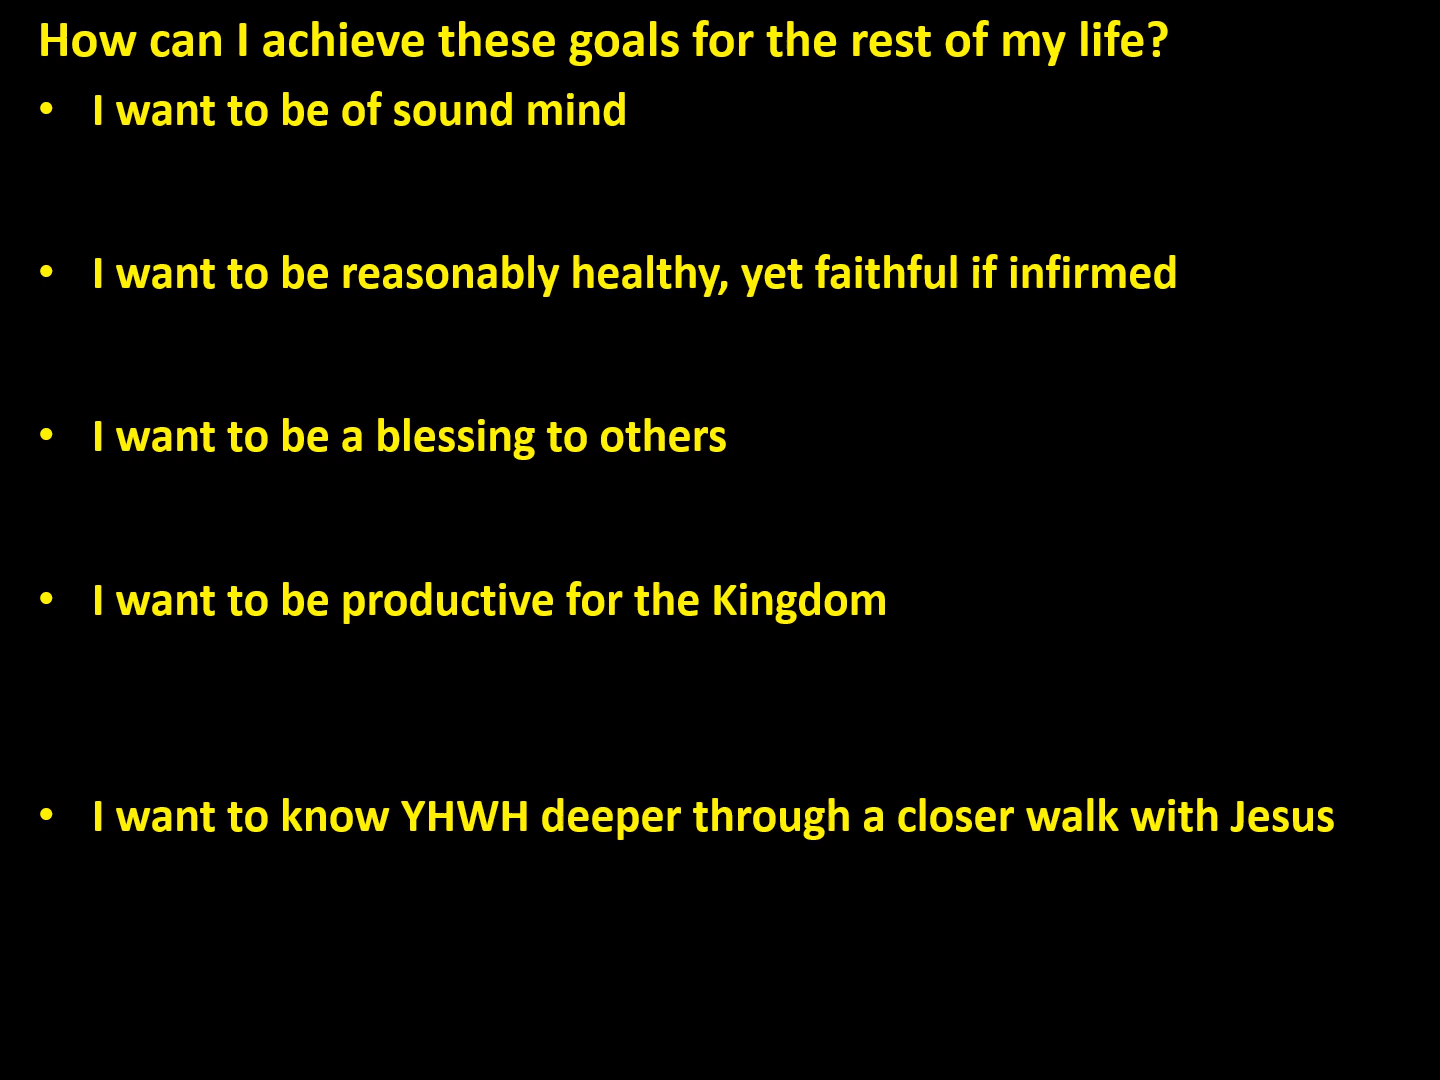 How can I achieve these goals for the rest of my life?
• I want to be of sound mind
• I want to be reasonably healthy, yet faithful if infirmed
• I want to be a blessing to others
• I want to be productive for the Kingdom
• I want to know YHWH deeper through a closer walk with Jesus